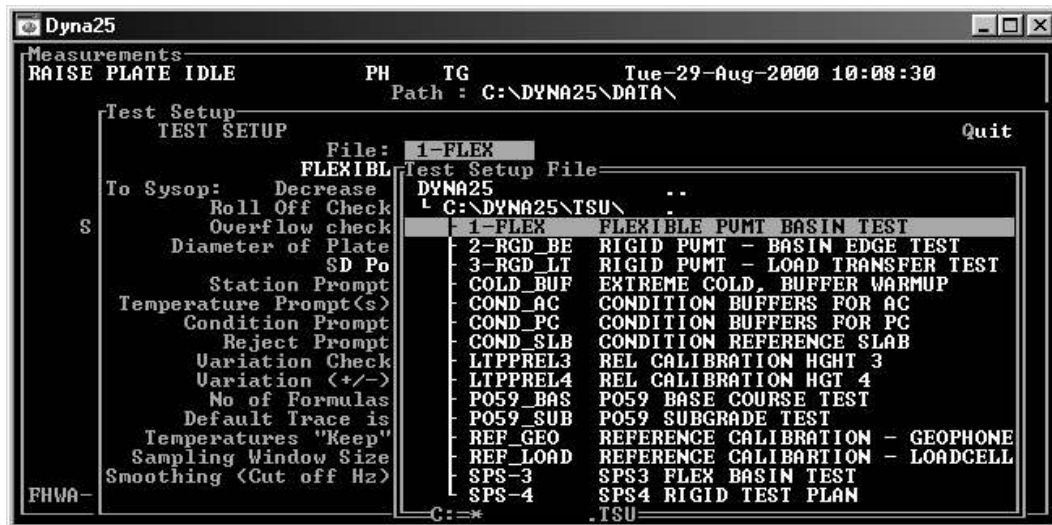 Dyna25
Measurements
RAISE PLATE IDLE PH TG Tue-29-Aug-2000 10:08:30
Path : C:\DYNA25\DATA\
Test Setup
TEST SETUP Quit
File: 1-FLEX
FLEXIBL Test Setup File
To Sysop: Decrease DYNA25 ..
Roll Off Check C:\DYNA25\TSU\ .
S Overflow check 1-FLEX FLEXIBLE PVMT BASIN TEST
Diameter of Plate 2-RGD_BE RIGID PVMT - BASIN EDGE TEST
SD Po 3-RGD_LT RIGID PVMT - LOAD TRANSFER TEST
Station Prompt COLD_BUF EXTREME COLD, BUFFER WARMUP
Temperature Prompt(s) COND_AC CONDITION BUFFERS FOR AC
Condition Prompt COND_PC CONDITION BUFFERS FOR PC
Reject Prompt COND_SLB CONDITION REFERENCE SLAB
Variation Check LTPPREL3 REL CALIBRATION HGHT 3
Variation (+/-) LTPPREL4 REL CALIBRATION HGT 4
No of Formulas PO59_BAS PO59 BASE COURSE TEST
Default Trace is PO59_SUB PO59 SUBGRADE TEST
Temperatures "Keep" REF_GEO REFERENCE CALIBRATION - GEOPHONE
Sampling Window Size REF_LOAD REFERENCE CALIBARTION - LOADCELL
Smoothing (Cut off Hz) SPS-3 SPS3 FLEX BASIN TEST
FHWA- SPS-4 SPS4 RIGID TEST PLAN
C:=* .TSU